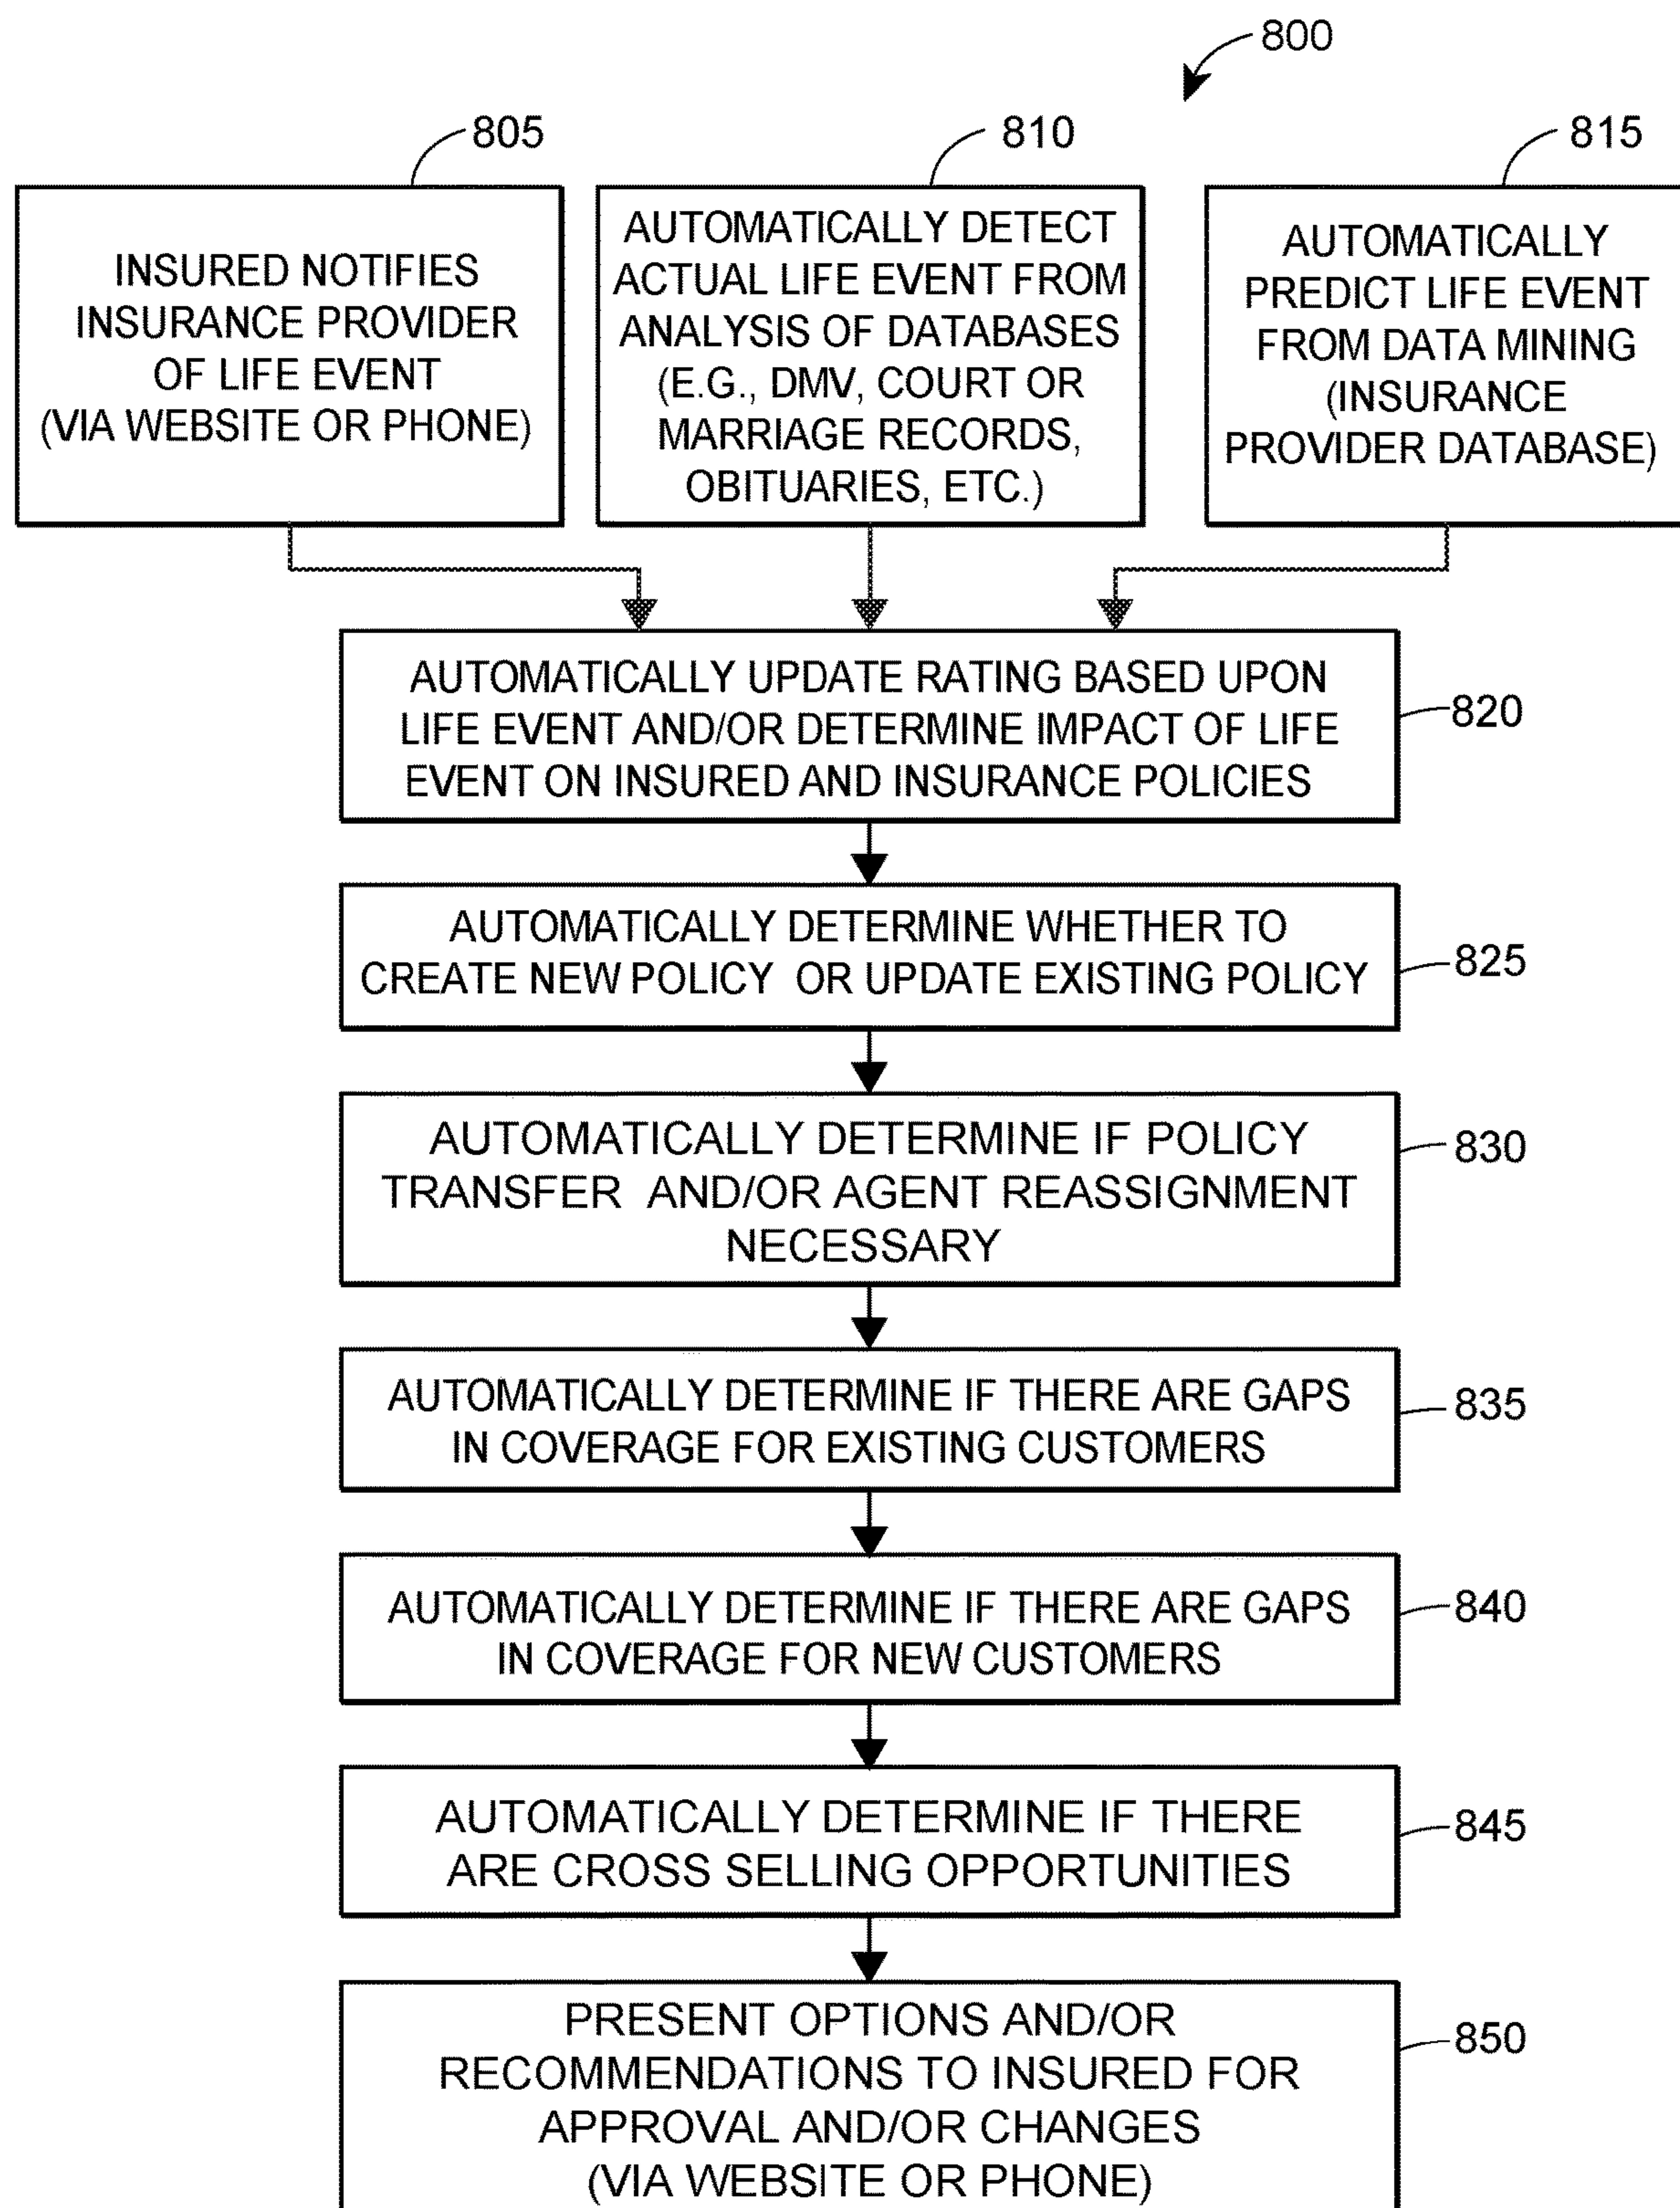 800
805
810
815
INSURED NOTIFIES
INSURANCE PROVIDER
OF LIFE EVENT
(VIA WEBSITE OR PHONE)
AUTOMATICALLY DETECT
ACTUAL LIFE EVENT FROM
ANALYSIS OF DATABASES
(E.G., DMV, COURT OR
MARRIAGE RECORDS,
OBITUARIES, ETC.)
AUTOMATICALLY
PREDICT LIFE EVENT
FROM DATA MINING
(INSURANCE
PROVIDER DATABASE)
AUTOMATICALLY UPDATE RATING BASED UPON
LIFE EVENT AND/OR DETERMINE IMPACT OF LIFE
EVENT ON INSURED AND INSURANCE POLICIES
820
AUTOMATICALLY DETERMINE WHETHER TO
CREATE NEW POLICY OR UPDATE EXISTING POLICY
825
AUTOMATICALLY DETERMINE IF POLICY
TRANSFER AND/OR AGENT REASSIGNMENT
NECESSARY
830
AUTOMATICALLY DETERMINE IF THERE ARE GAPS
IN COVERAGE FOR EXISTING CUSTOMERS
835
AUTOMATICALLY DETERMINE IF THERE ARE GAPS
IN COVERAGE FOR NEW CUSTOMERS
840
AUTOMATICALLY DETERMINE IF THERE
ARE CROSS SELLING OPPORTUNITIES
845
PRESENT OPTIONS AND/OR
RECOMMENDATIONS TO INSURED FOR
APPROVAL AND/OR CHANGES
(VIA WEBSITE OR PHONE)
850